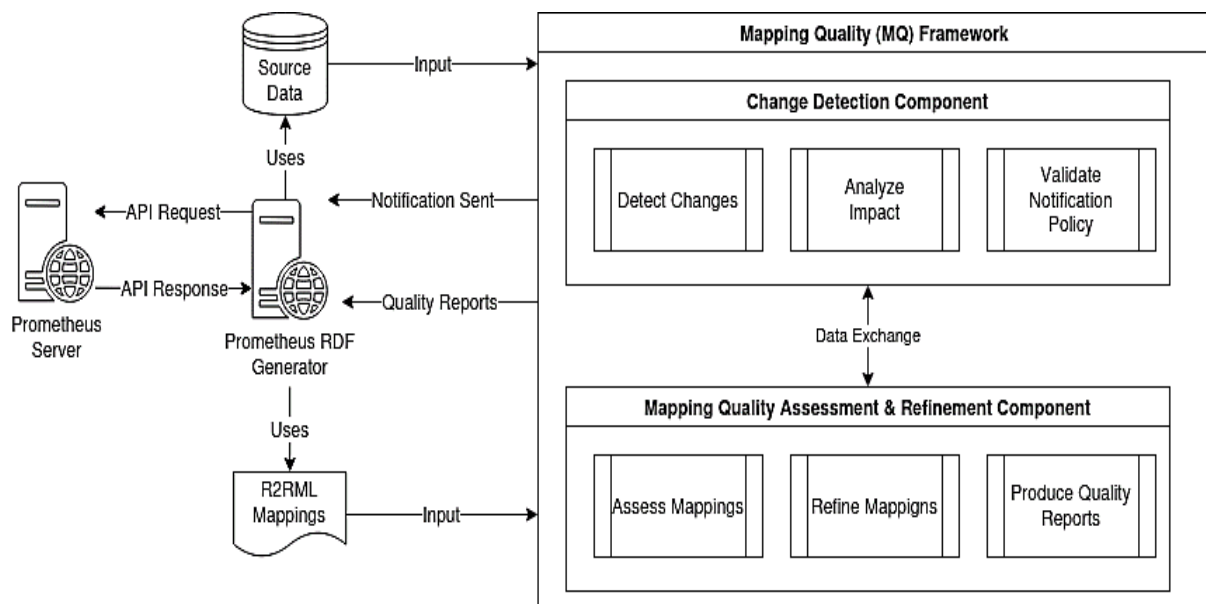 Mapping Quality (MQ) Framework
Source
Data
Input
Change Detection Component
Uses
Detect Changes
Analyze
Impact
Validate
Notification
Policy
Notification Sent
API Request
API Response
Quality Reports
Prometheus
Server
Prometheus RDF
Generator
Data Exchange
Uses
Mapping Quality Assessment & Refinement Component
R2RML
Mappings
Input
Assess Mappings
Refine Mappigns
Produce Quality
Reports